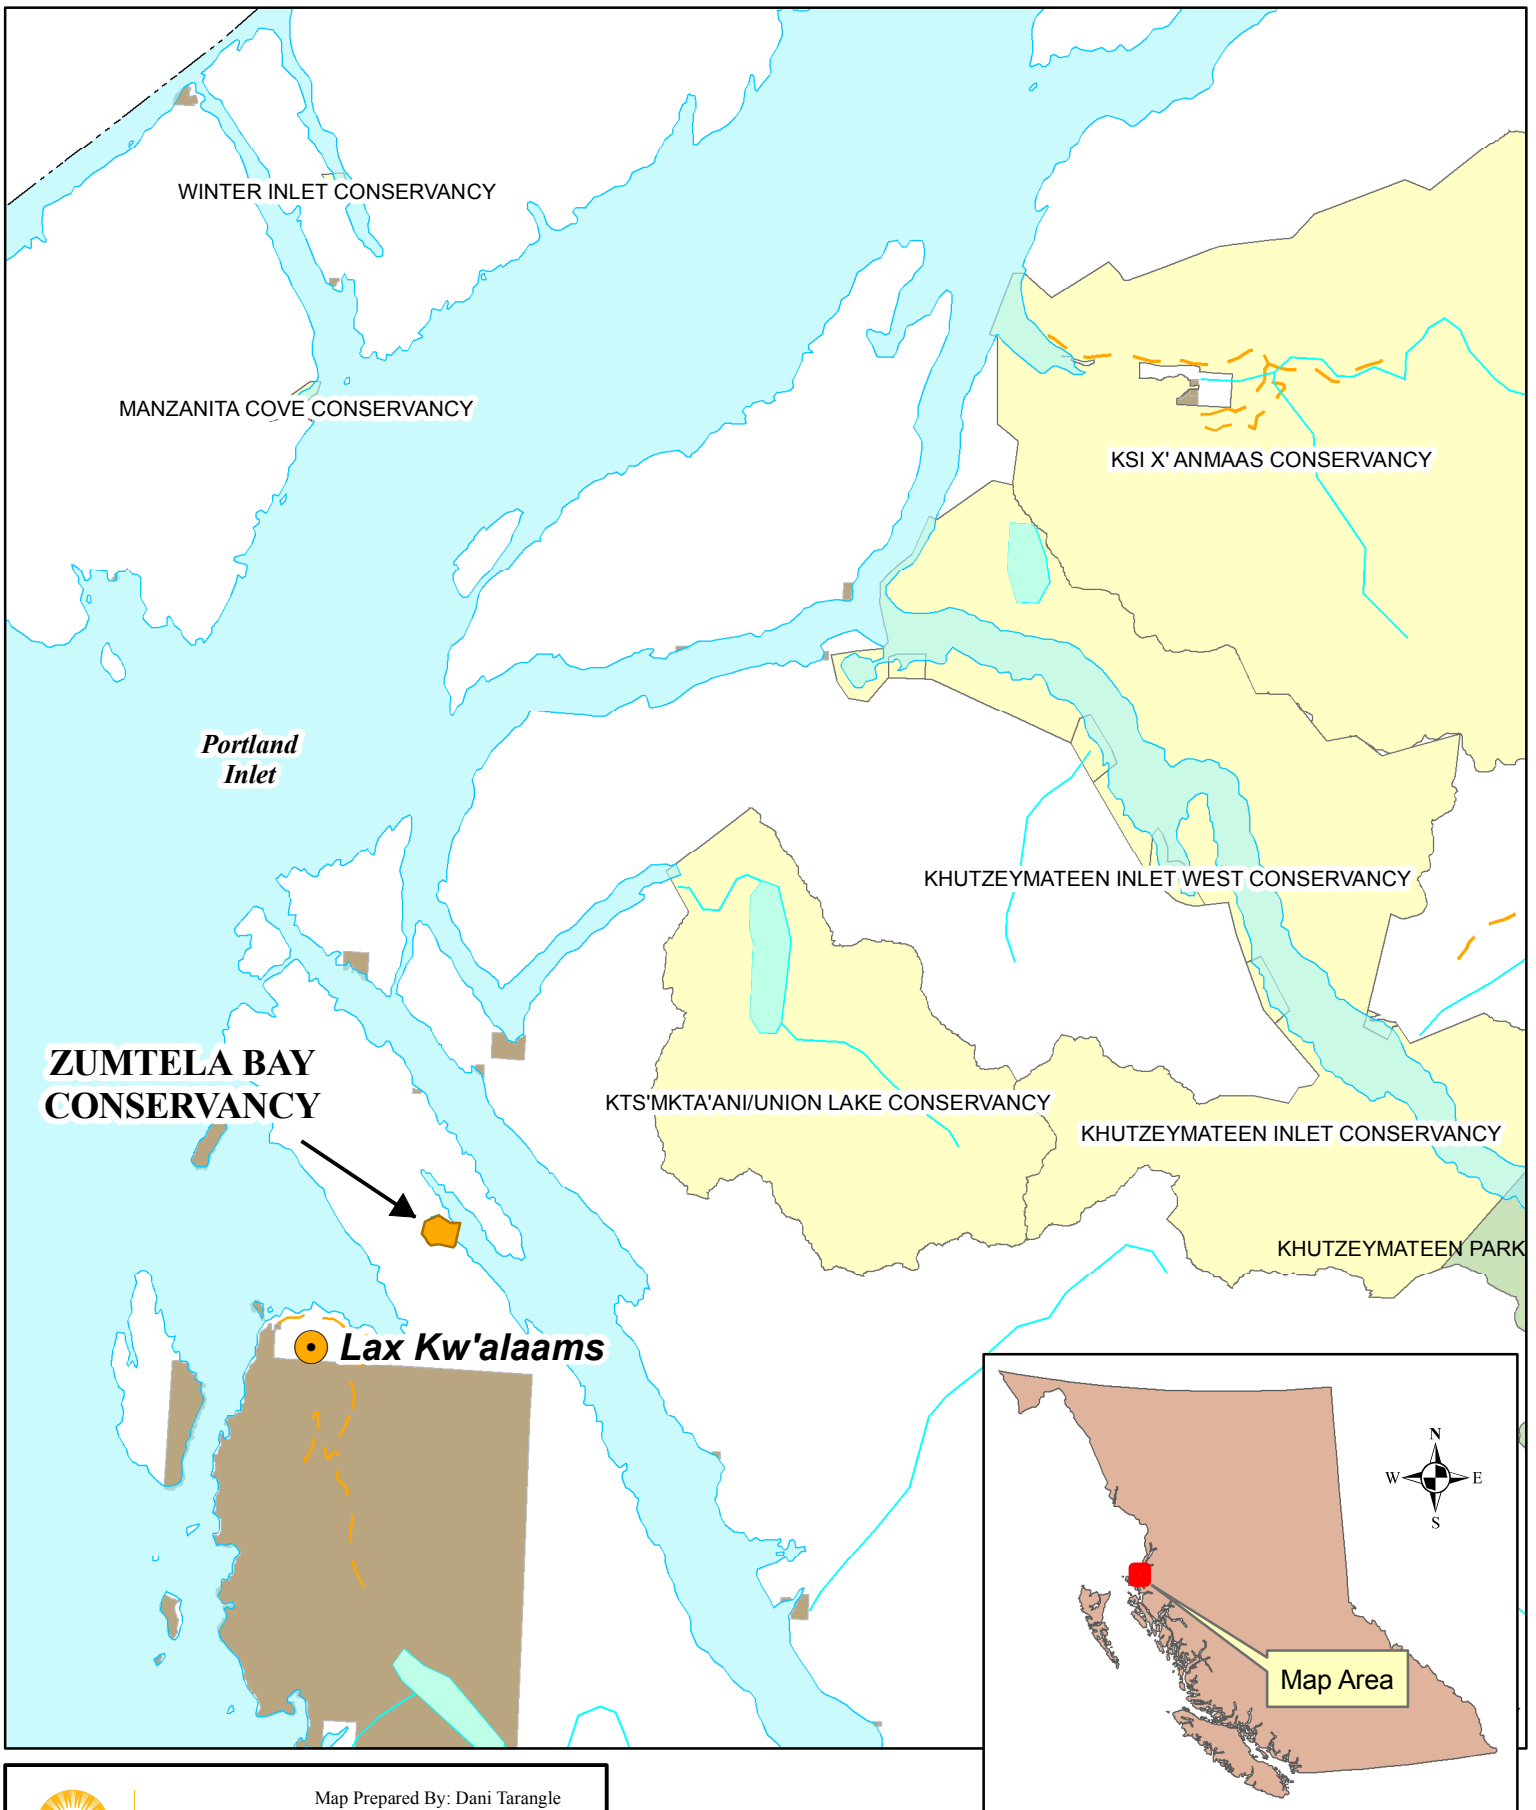 WINTER INLET CONSERVANCY
MANZANITA COVE CONSERVANCY
KSI X' ANMAAS CONSERVANCY
Portland
Inlet
KHUTZEYMATEEN INLET WEST CONSERVANCY
ZUMTELA BAY
CONSERVANCY
KTS'MKTA'ANI/UNION LAKE CONSERVANCY
KHUTZEYMATEEN INLET CONSERVANCY
KHUTZEYMATEEN PARK
Lax Kw'alaams
N
W E
S
Map Area
Map Prepared By: Dani Tarangle